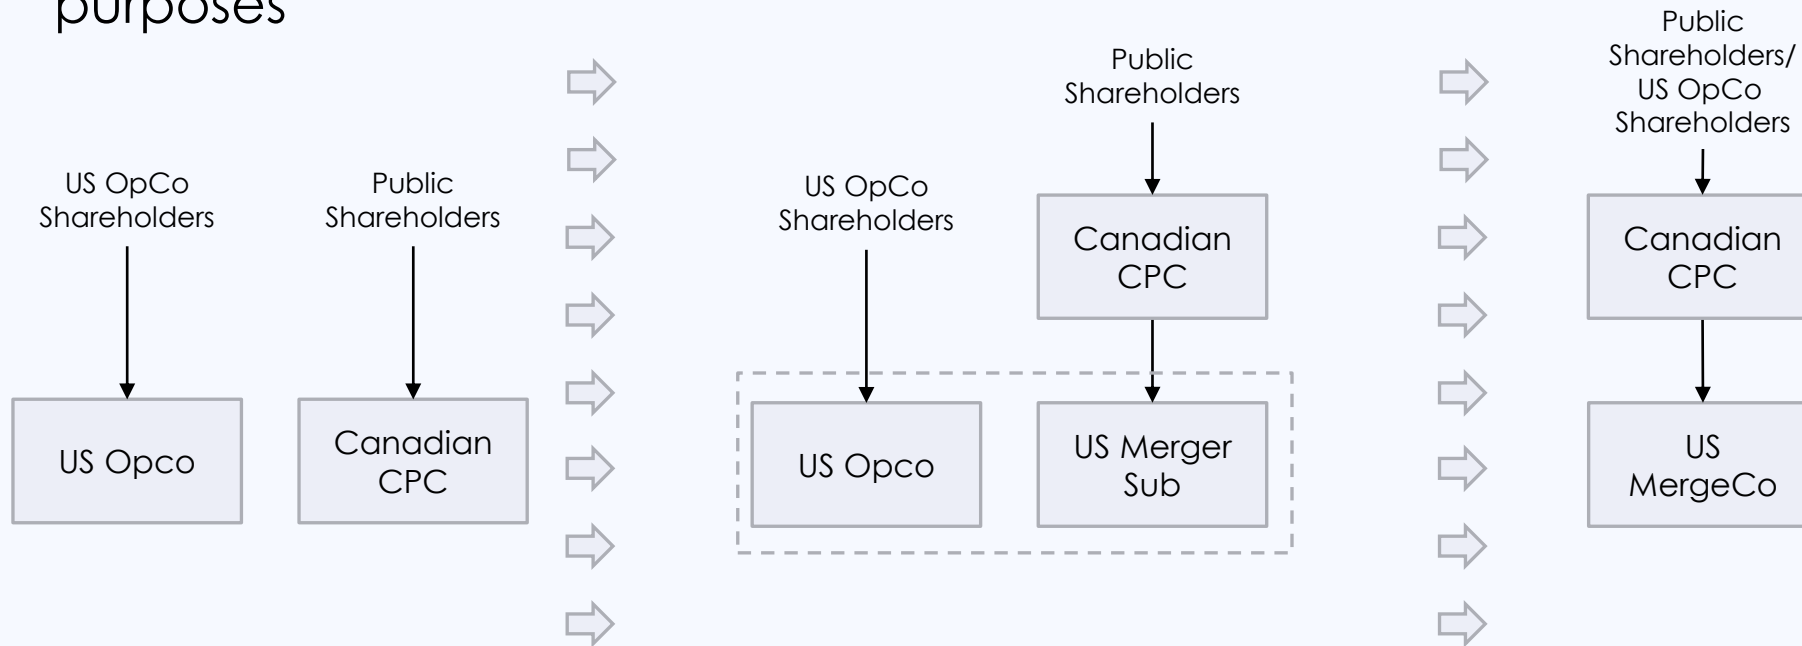 purposes
US OpCo
Shareholders
Public
Shareholders
US Opco
Canadian
CPC
US OpCo
Shareholders
Public
Shareholders
Canadian
CPC
US Opco
US Merger
Sub
Public
Shareholders/
US OpCo
Shareholders
Canadian
CPC
US
MergeCo